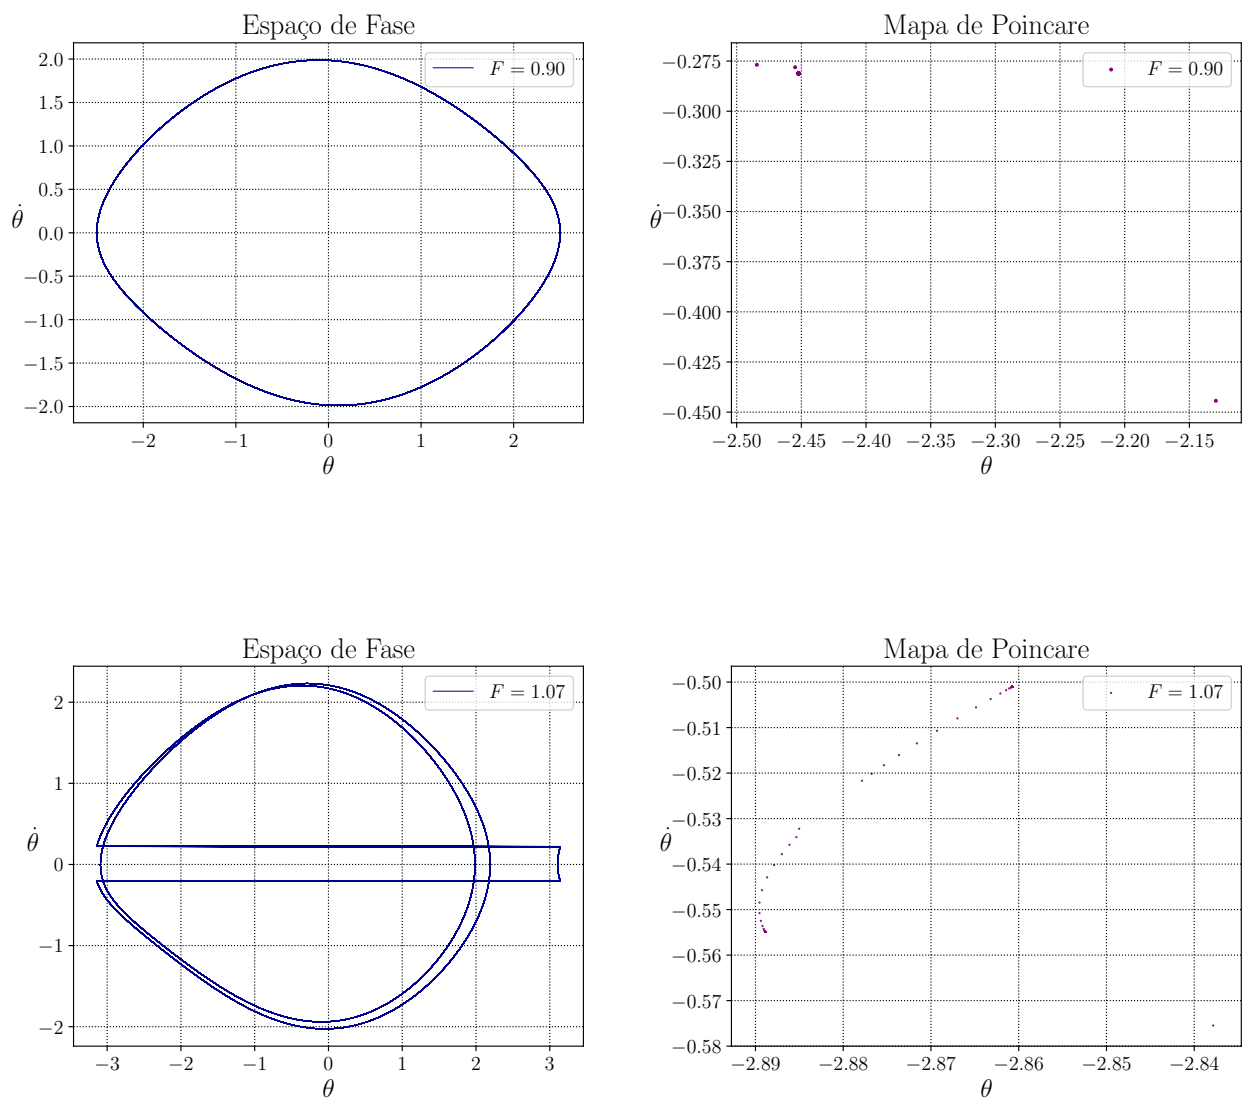 Espaço de Fase
F = 0.90
2.0
1.5
1.0
0.5
0.0
−0.5
−1.0
−1.5
−2.0
θ̇
−2 −1 0 1 2
θ
Mapa de Poincare
F = 0.90
−0.275
−0.300
−0.325
−0.350
−0.375
−0.400
−0.425
−0.450
θ̇
−2.50 −2.45 −2.40 −2.35 −2.30 −2.25 −2.20 −2.15
θ
Espaço de Fase
F = 1.07
2
1
0
−1
−2
θ̇
−3 −2 −1 0 1 2 3
θ
Mapa de Poincare
F = 1.07
−0.50
−0.51
−0.52
−0.53
−0.54
−0.55
−0.56
−0.57
−0.58
θ̇
−2.89 −2.88 −2.87 −2.86 −2.85 −2.84
θ